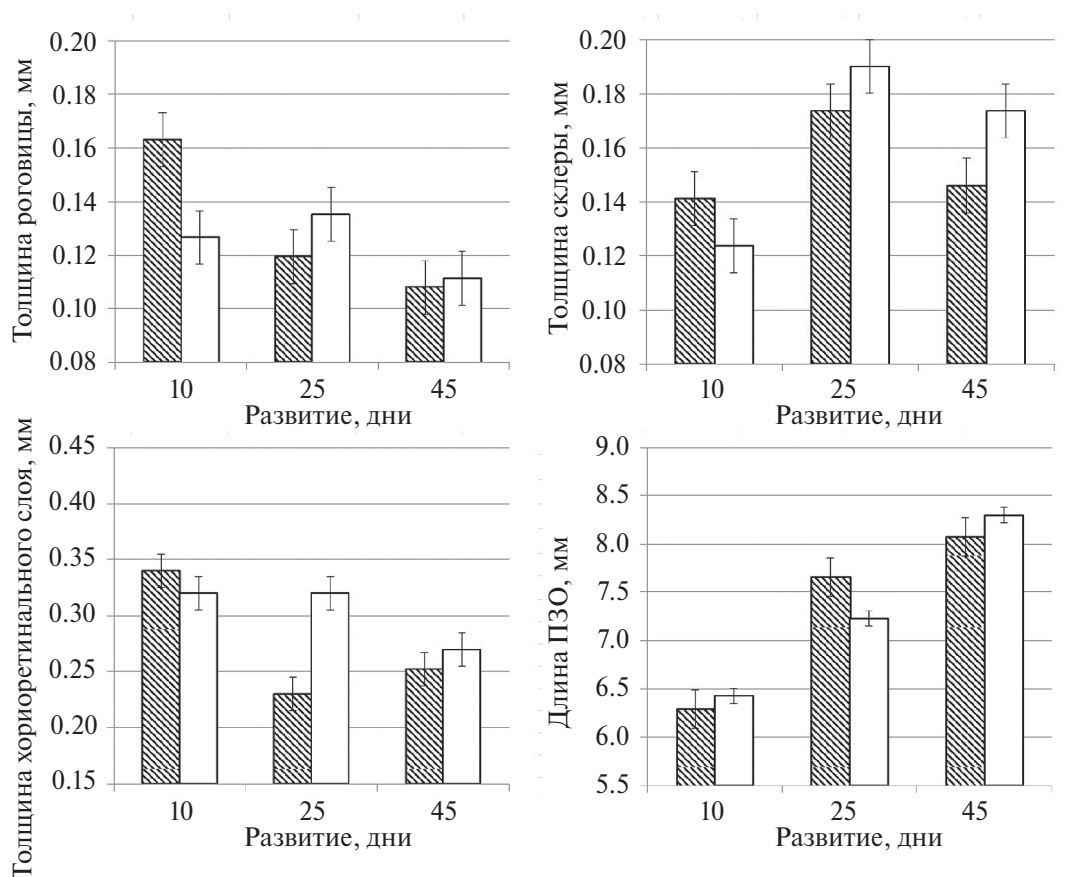 Толщина роговицы, мм
0.20
0.18
0.16
0.14
0.12
0.10
0.08
10 25 45
Развитие, дни
Толщина склеры, мм
0.20
0.18
0.16
0.14
0.12
0.10
0.08
10 25 45
Развитие, дни
Толщина хориоретинального слоя, мм
0.45
0.40
0.35
0.30
0.25
0.20
0.15
10 25 45
Развитие, дни
Длина ПЗО, мм
9.0
8.5
8.0
7.5
7.0
6.5
6.0
5.5
10 25 45
Развитие, дни